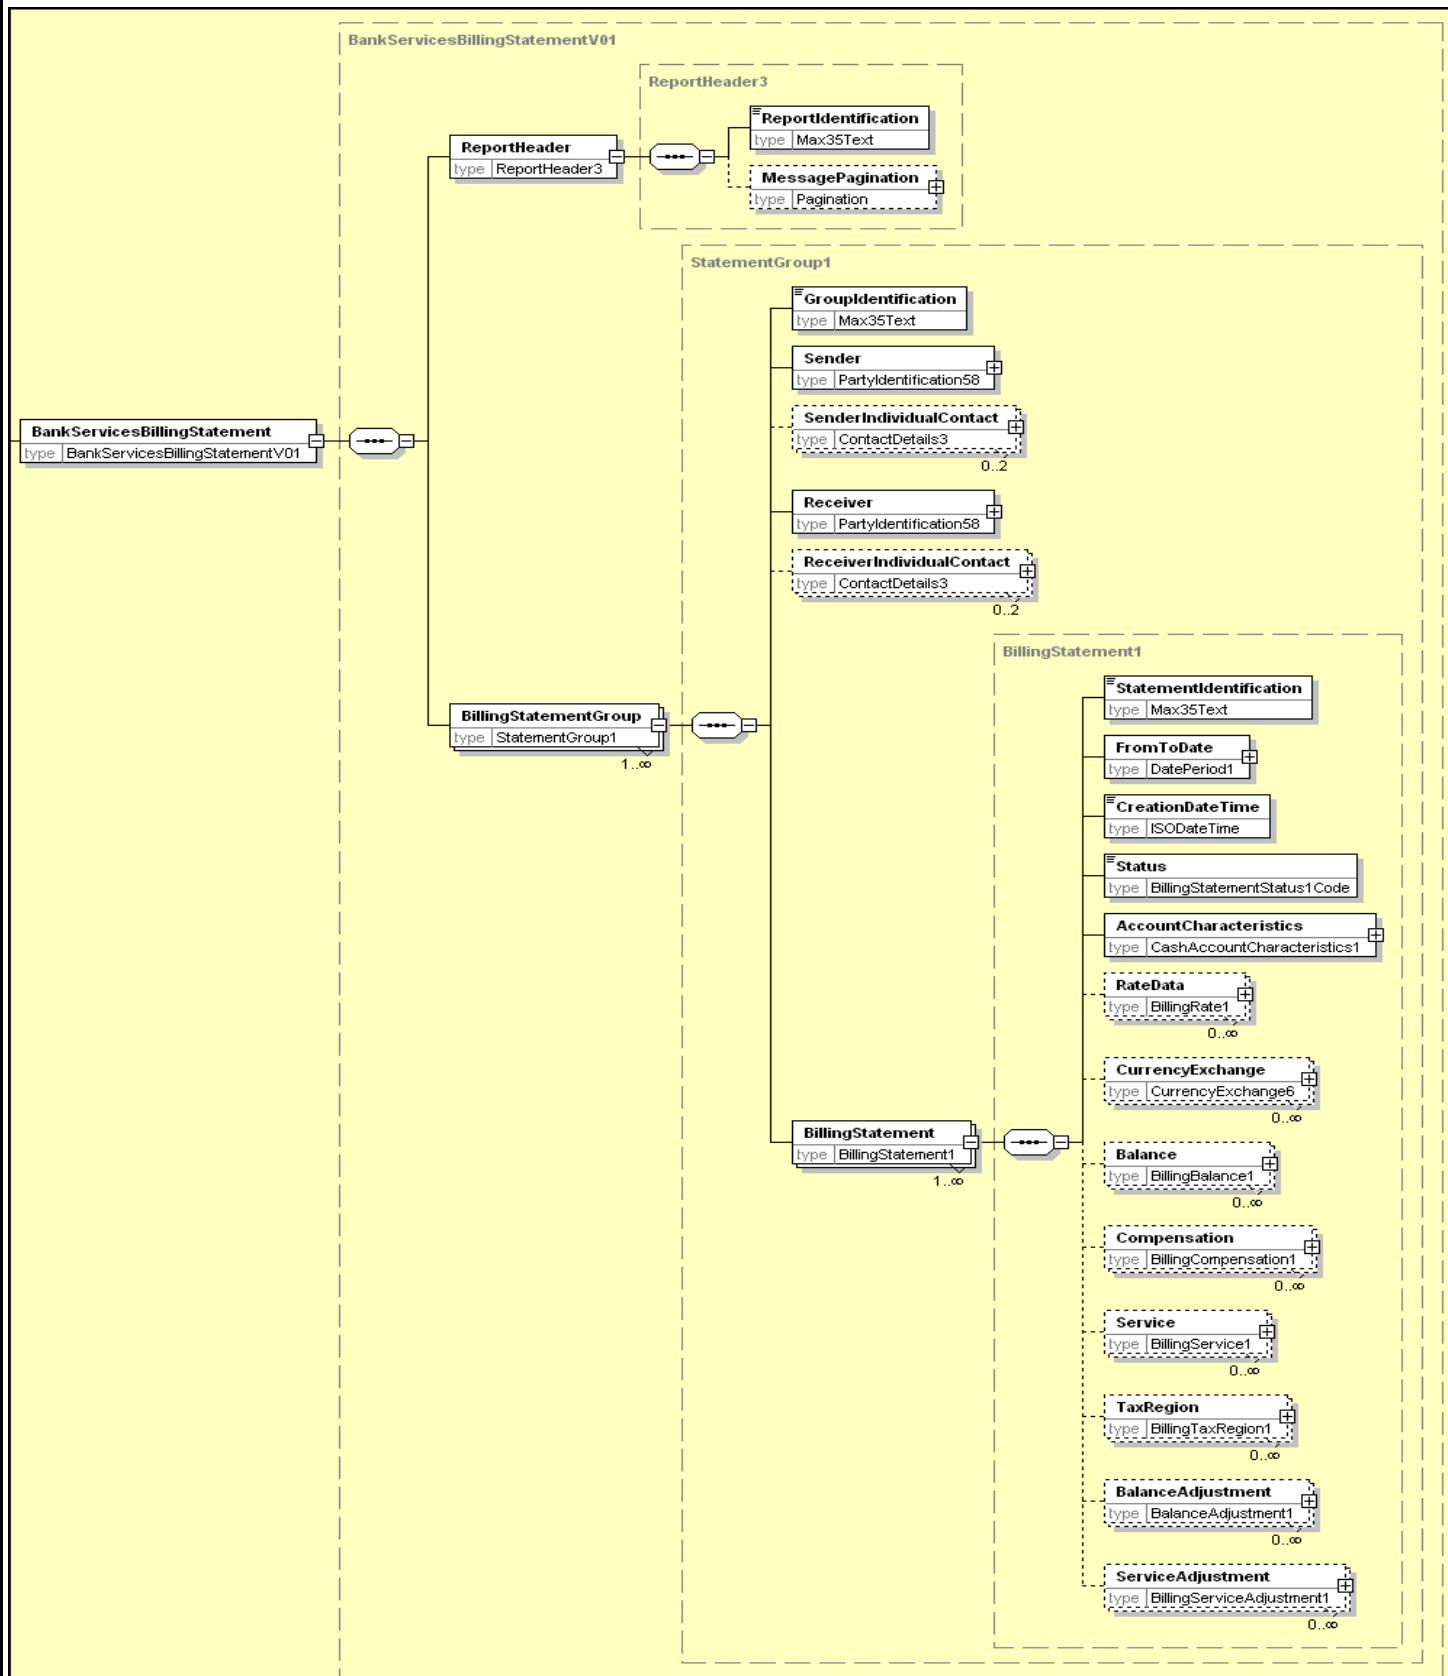 BankServicesBillingStatementV01
ReportHeader3
ReportIdentification
type Max35Text
ReportHeader
type ReportHeader3
MessagePagination
type Pagination
StatementGroup1
GroupIdentification
type Max35Text
Sender
type PartyIdentification58
SenderIndividualContact
type ContactDetails3
0..2
BankServicesBillingStatement
type BankServicesBillingStatementV01
Receiver
type PartyIdentification58
ReceiverIndividualContact
type ContactDetails3
0..2
BillingStatement1
StatementIdentification
type Max35Text
BillingStatementGroup
type StatementGroup1
1..∞
FromToDate
type DatePeriod1
CreationDateTime
type ISODateTime
Status
type BillingStatementStatus1Code
AccountCharacteristics
type CashAccountCharacteristics1
RateData
type BillingRate1
0..∞
CurrencyExchange
type CurrencyExchange6
0..∞
BillingStatement
type BillingStatement1
1..∞
Balance
type BillingBalance1
0..∞
Compensation
type BillingCompensation1
0..∞
Service
type BillingService1
0..∞
TaxRegion
type BillingTaxRegion1
0..∞
BalanceAdjustment
type BalanceAdjustment1
0..∞
ServiceAdjustment
type BillingServiceAdjustment1
0..∞